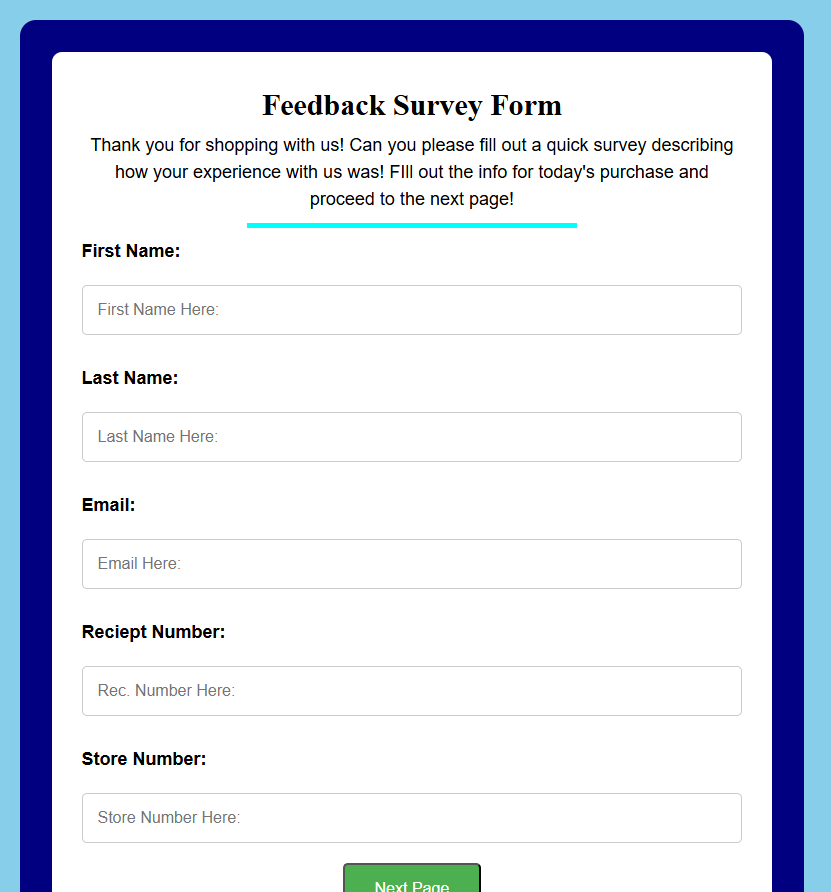 Feedback Survey Form
Thank you for shopping with us! Can you please fill out a quick survey describing
how your experience with us was! FIll out the info for today's purchase and
proceed to the next page!
First Name:
First Name Here:
Last Name:
Last Name Here:
Email:
Email Here:
Reciept Number:
Rec. Number Here:
Store Number:
Store Number Here:
Next Page